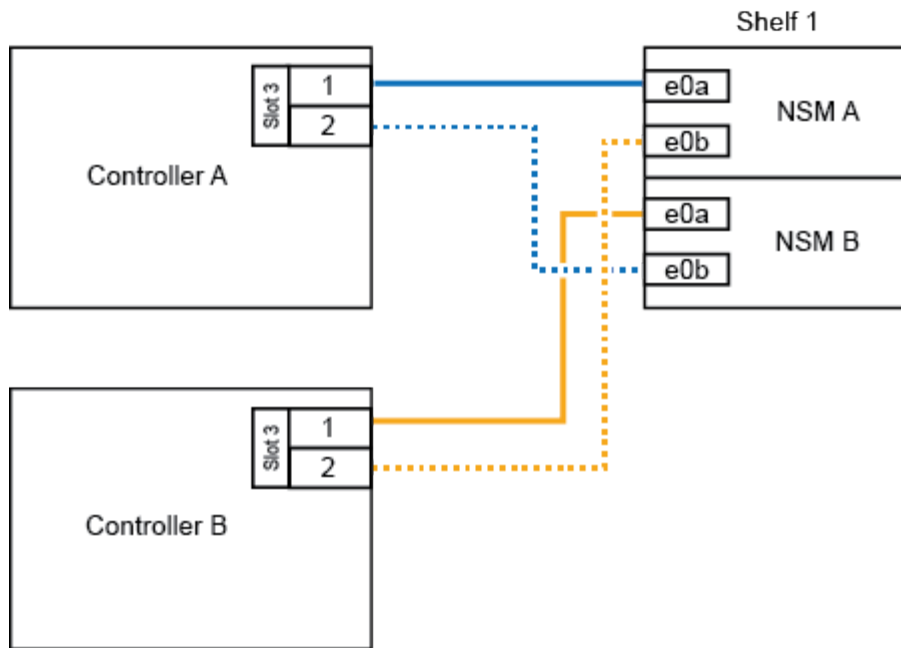 Shelf 1
Slot 3
1
2
Controller A
e0a
e0b
NSM A
e0a
e0b
NSM B
Slot 3
1
2
Controller B